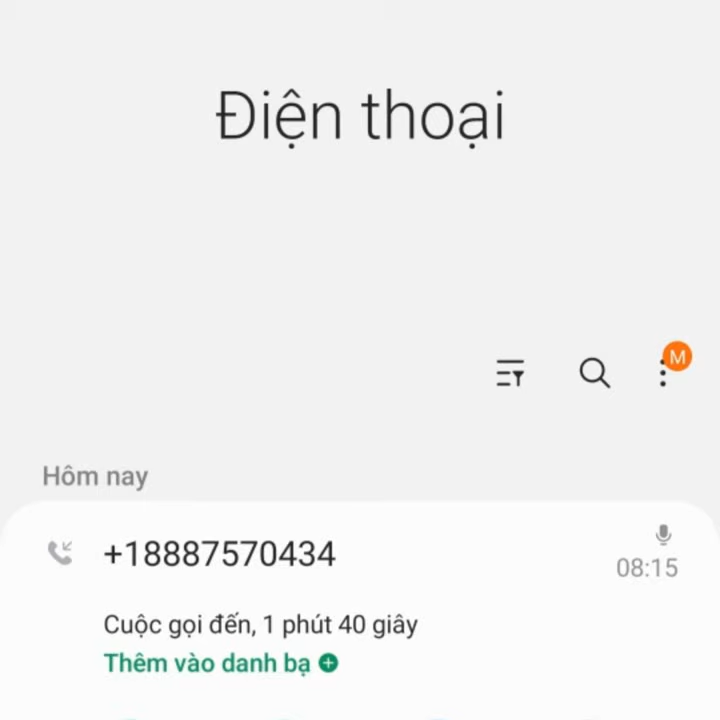 Điện thoại
M
Hôm nay
+18887570434
08:15
Cuộc gọi đến, 1 phút 40 giây
Thêm vào danh bạ